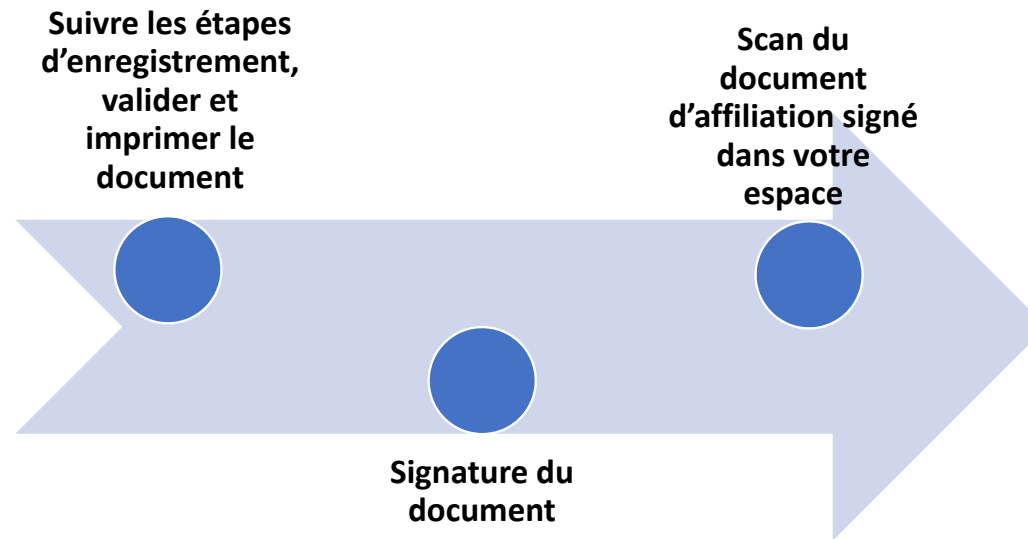 Suivre les étapes
d’enregistrement,
valider et
imprimer le
document
Signature du
document
Scan du
document
d’affiliation signé
dans votre
espace